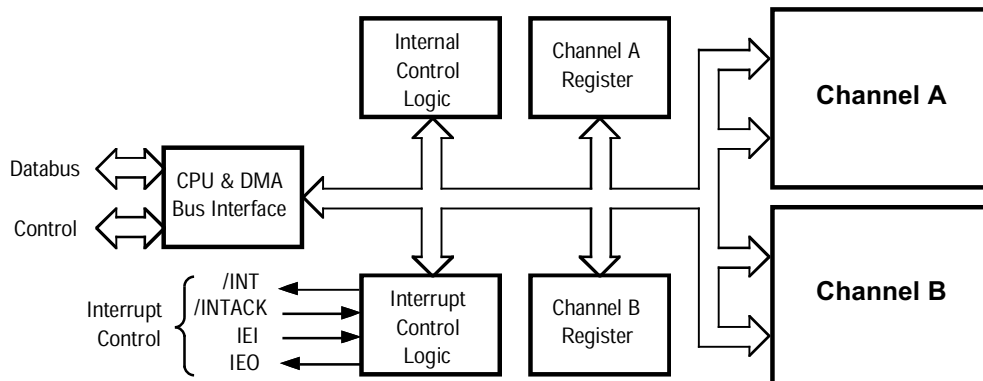 Internal
Control
Logic
Channel A
Register
Channel A
Databus
CPU & DMA
Bus Interface
Control
Channel B
/INT
/INTACK
IEI
IEO
Interrupt
Control
Interrupt
Control
Logic
Channel B
Register